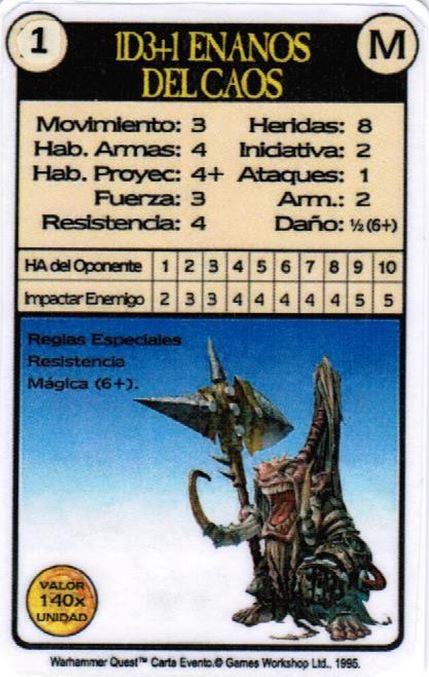 1
1D3+1 ENANOS
DEL CAOS
M
Movimiento: 3 Heridas: 8
Hab. Armas: 4 Iniciativa: 2
Hab. Proyec: 4+ Ataques: 1
Fuerza: 3 Arm.: 2
Resistencia: 4 Daño: ½ (6+)
HA del Oponente 1 2 3 4 5 6 7 8 9 10
Impactar Enemigo 2 3 3 4 4 4 4 4 5 5
Reglas Especiales
Resistencia
Mágica (6+).
VALOR
140x
UNIDAD
Warhammer Quest™ Carta Evento.© Games Workshop Ltd., 1995.